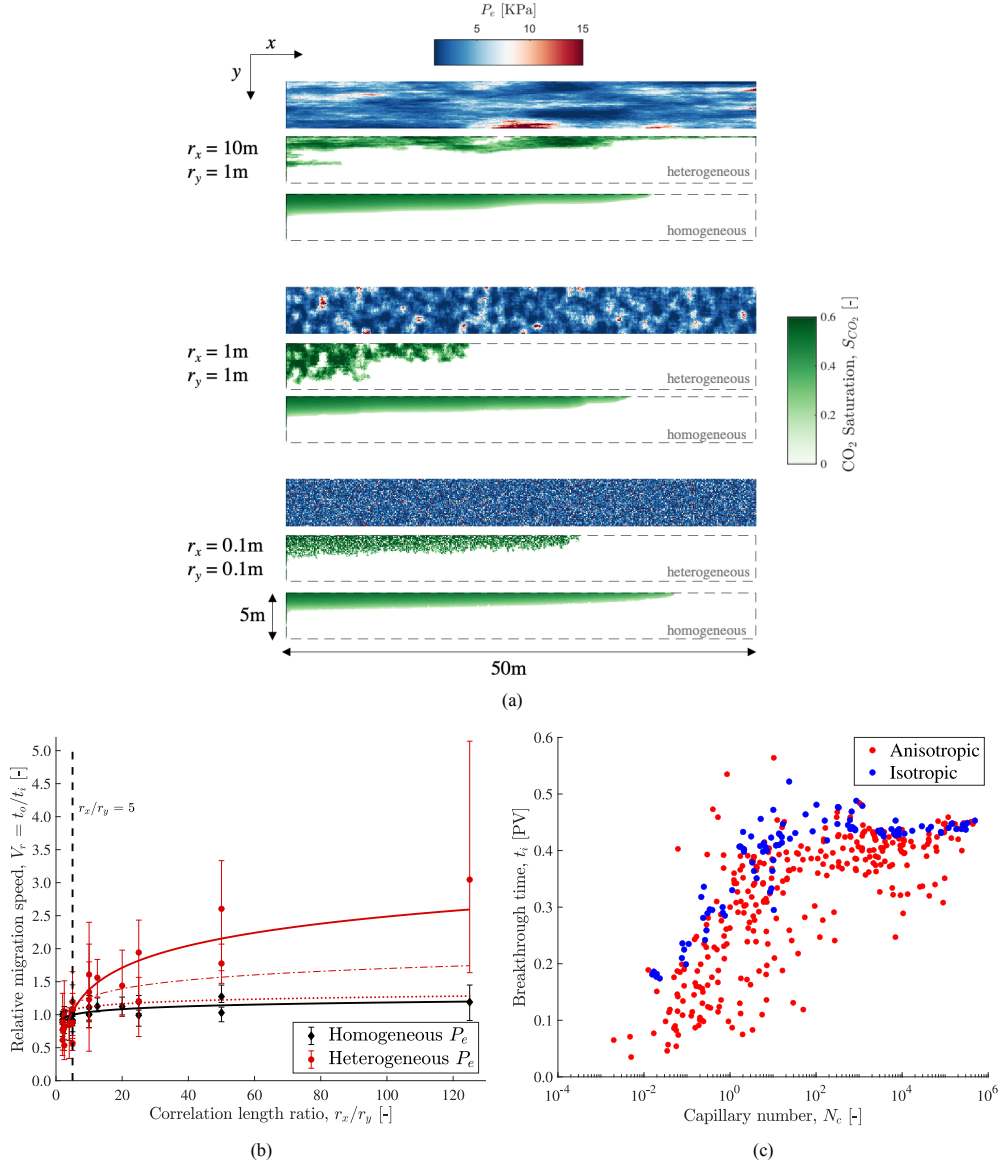 P_e [KPa]
5 10 15
x
y
r_x = 10m
r_y = 1m
heterogeneous
homogeneous
r_x = 1m
r_y = 1m
heterogeneous
homogeneous
0.6
0.4
0.2
0
CO_2 Saturation, S_{CO_2} [-]
r_x = 0.1m
r_y = 0.1m
heterogeneous
homogeneous
5m
50m
(a)
5.0
4.5
4.0
3.5
3.0
2.5
2.0
1.5
1.0
0.5
0.0
Relative migration speed, V_r = t_o/t_i [-]
r_x/r_y = 5
Homogeneous P_e
Heterogeneous P_e
0 20 40 60 80 100 120
Correlation length ratio, r_x/r_y [-]
(b)
0.6
0.5
0.4
0.3
0.2
0.1
0.0
Breakthrough time, t_i [PV]
Anisotropic
Isotropic
10^{-4} 10^{-2} 10^0 10^2 10^4 10^6
Capillary number, N_c [-]
(c)